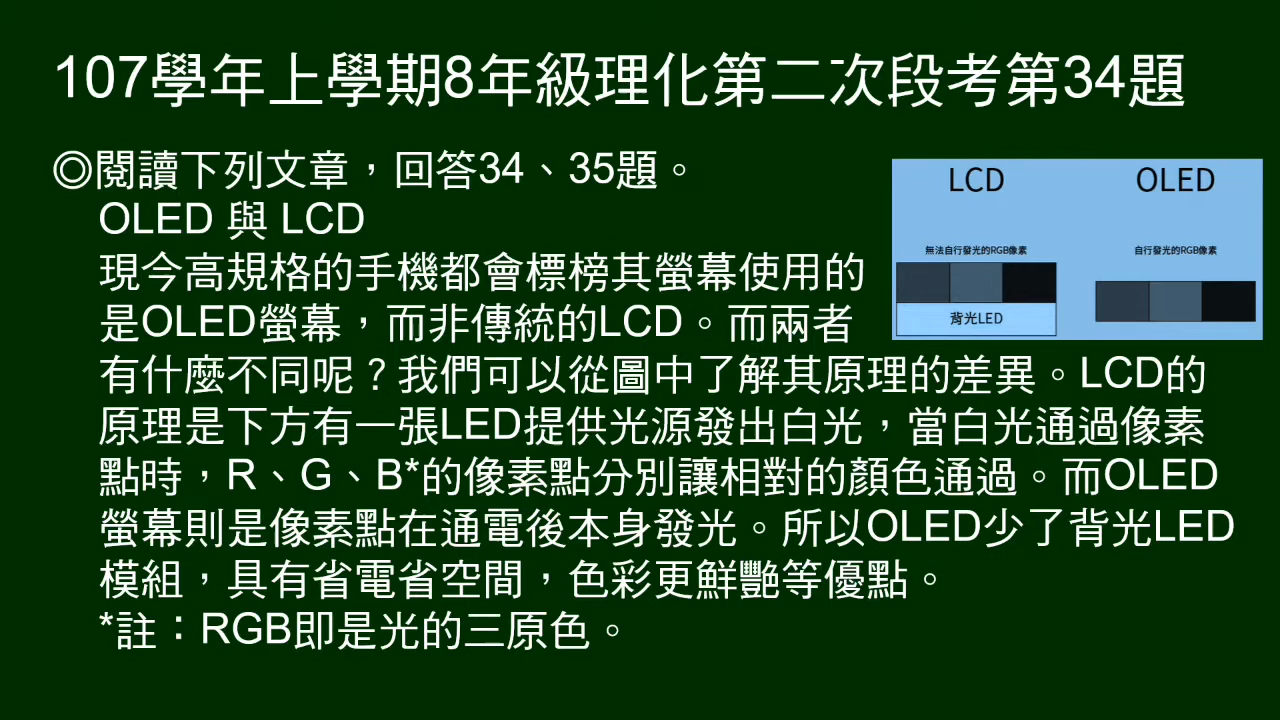 107學年上學期8年級理化第二次段考第34題
◎閱讀下列文章，回答34、35題。
OLED 與 LCD
現今高規格的手機都會標榜其螢幕使用的
是OLED螢幕，而非傳統的LCD。而兩者
有什麼不同呢？我們可以從圖中了解其原理的差異。LCD的
原理是下方有一張LED提供光源發出白光，當白光通過像素
點時，R、G、B*的像素點分別讓相對的顏色通過。而OLED
螢幕則是像素點在通電後本身發光。所以OLED少了背光LED
模組，具有省電省空間，色彩更鮮艷等優點。
*註：RGB即是光的三原色。
LCD
無法自行發光的RGB像素
背光LED
OLED
自行發光的RGB像素